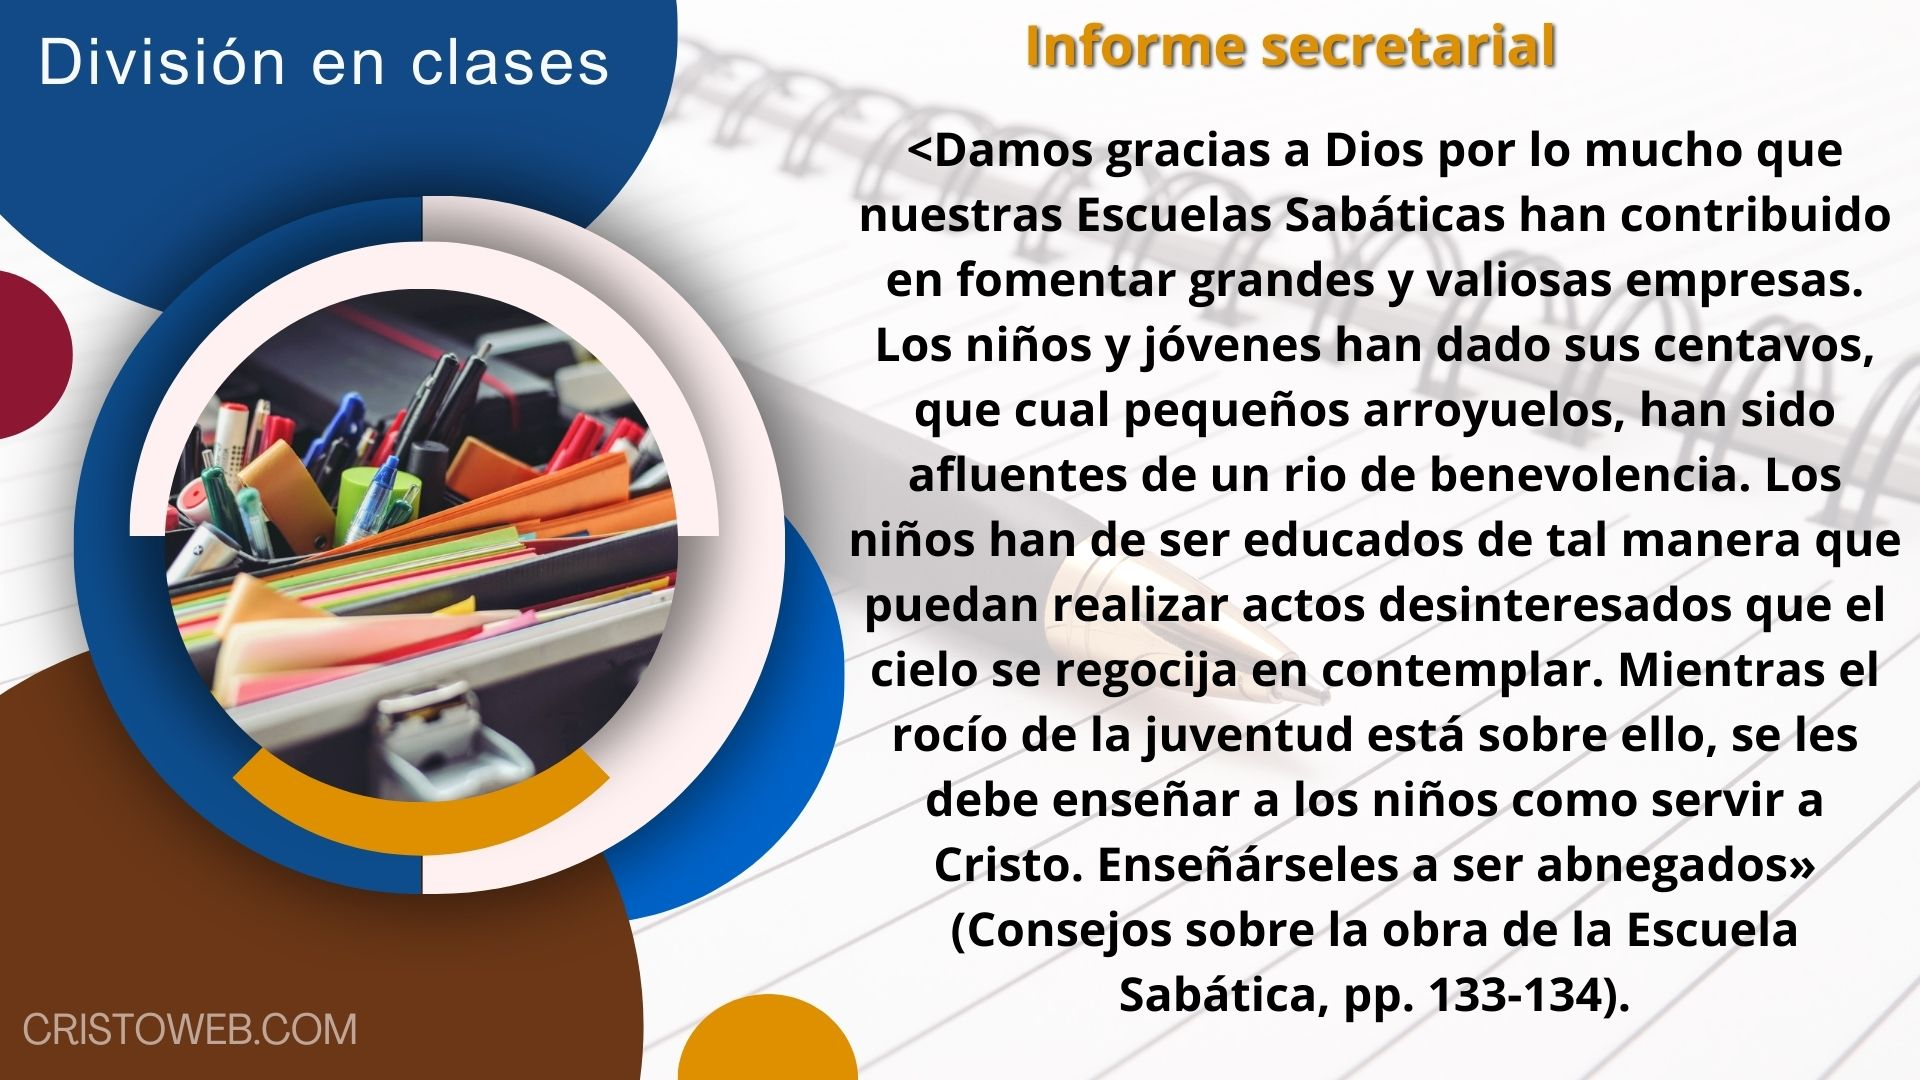 División en clases
Informe secretarial
<Damos gracias a Dios por lo mucho que
nuestras Escuelas Sabáticas han contribuido
en fomentar grandes y valiosas empresas.
Los niños y jóvenes han dado sus centavos,
que cual pequeños arroyuelos, han sido
afluentes de un rio de benevolencia. Los
niños han de ser educados de tal manera que
puedan realizar actos desinteresados que el
cielo se regocija en contemplar. Mientras el
rocío de la juventud está sobre ello, se les
debe enseñar a los niños como servir a
Cristo. Enseñárseles a ser abnegados»
(Consejos sobre la obra de la Escuela
Sabática, pp. 133-134).
CRISTOWEB.COM